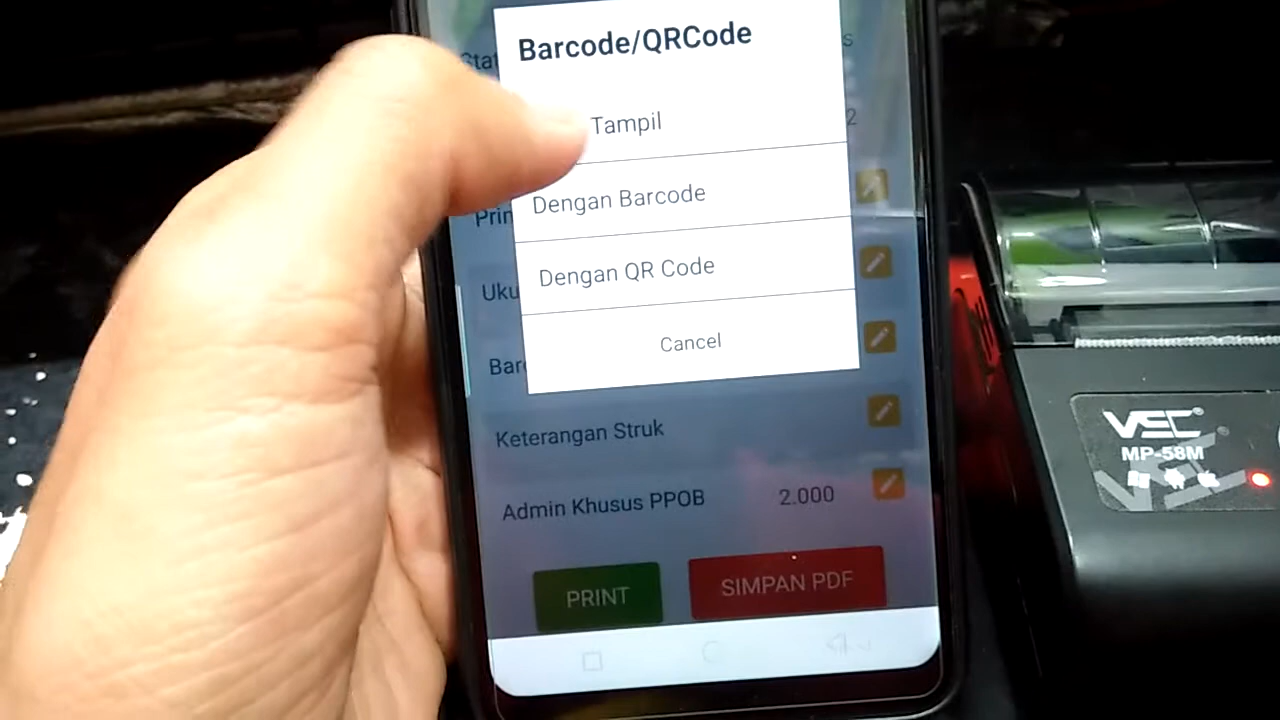 Barcode/QRCode
Tampil
Dengan Barcode
Dengan QR Code
Cancel
Keterangan Struk
Admin Khusus PPOB 2.000
PRINT SIMPAN PDF
VSC
MP-58M